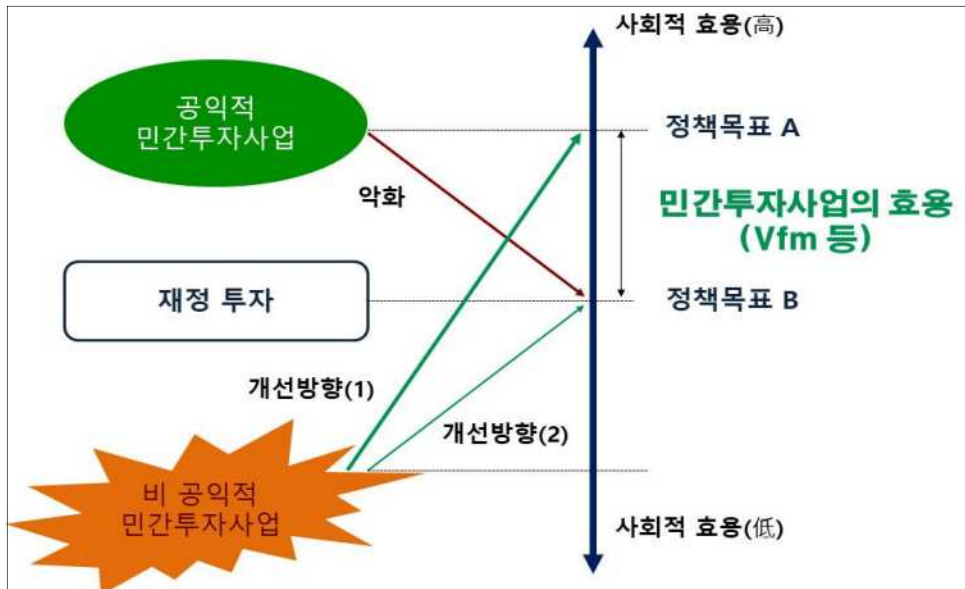 사회적 효용(高)
공익적
민간투자사업
정책목표 A
악화
민간투자사업의 효용
(Vfm 등)
재정 투자
정책목표 B
개선방향(1)
개선방향(2)
비 공익적
민간투자사업
사회적 효용(低)